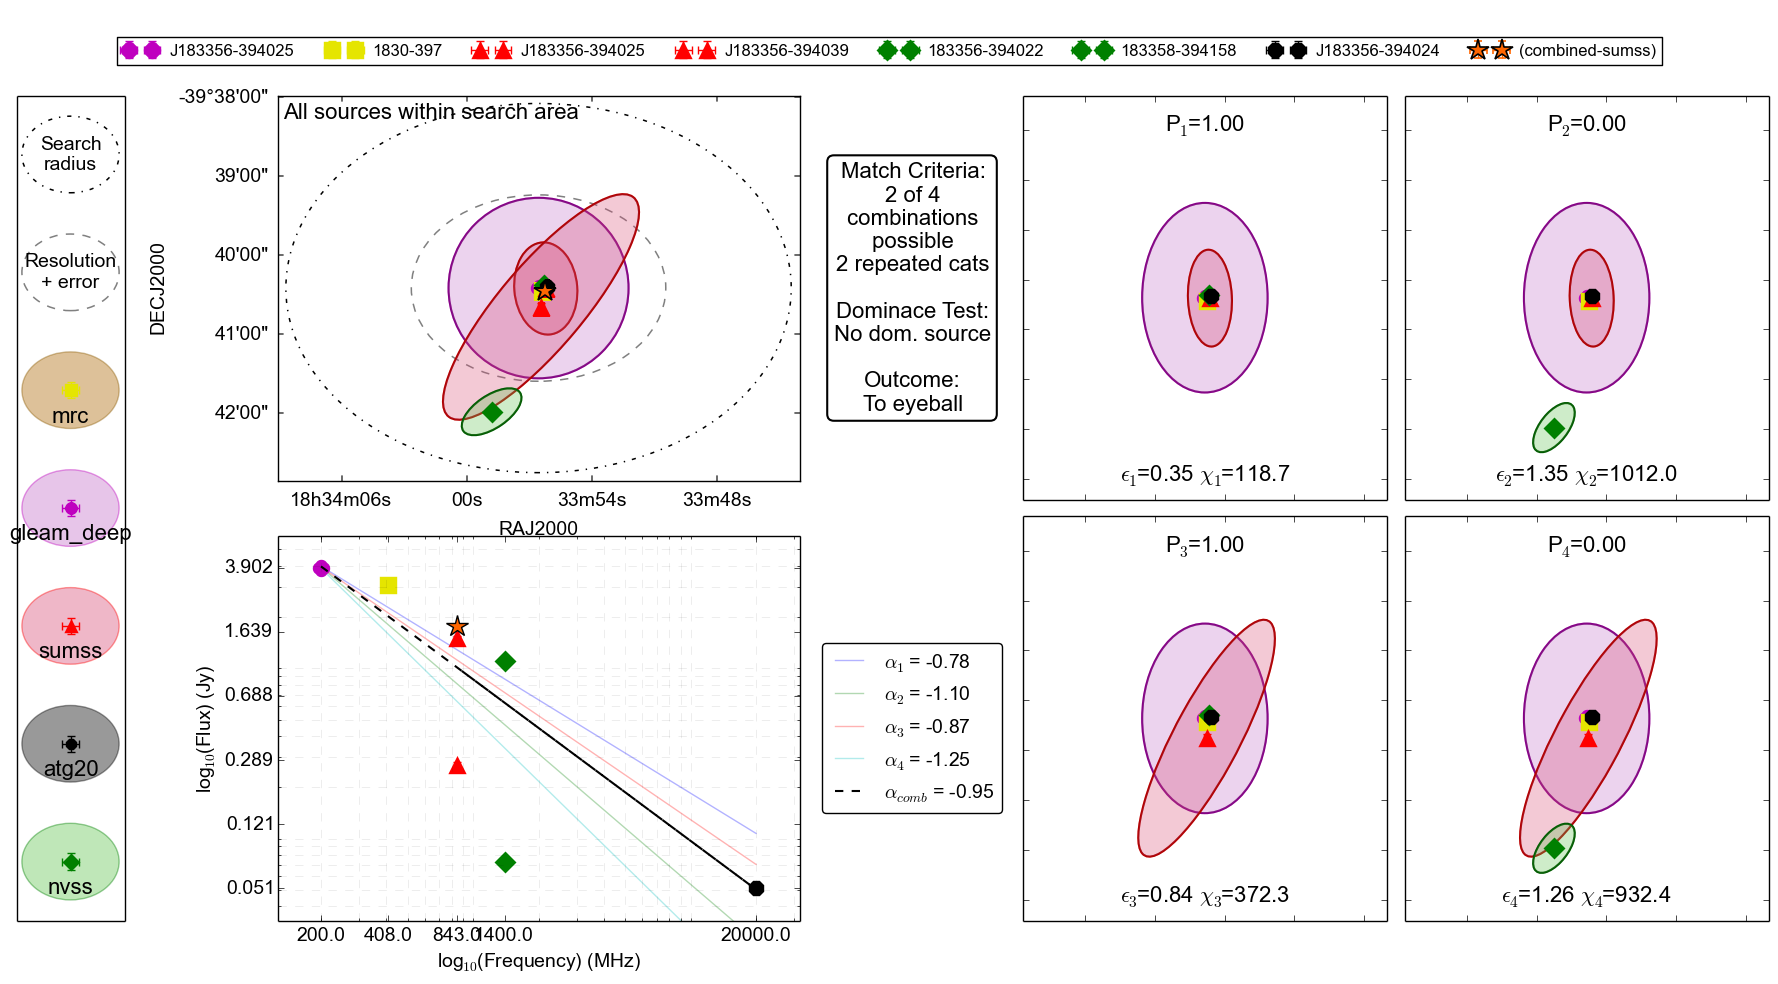 J183356-394025 1830-397 J183356-394025 J183356-394039 183356-394022 183358-394158 J183356-394024 (combined-sumss)
Search
radius
Resolution
+ error
mrc
gleam_deep
sumss
atg20
nvss
All sources within search area
-39°38'00"
39'00"
40'00"
41'00"
42'00"
DECJ2000
18h34m06s 00s 33m54s 33m48s
RAJ2000
Match Criteria:
2 of 4
combinations
possible
2 repeated cats
Dominace Test:
No dom. source
Outcome:
To eyeball
P1=1.00
ϵ1=0.35 χ1=118.7
P2=0.00
ϵ2=1.35 χ2=1012.0
3.902
1.639
0.688
0.289
0.121
0.051
log10(Flux) (Jy)
200.0 408.0 843.0 1400.0 20000.0
log10(Frequency) (MHz)
α1 = -0.78
α2 = -1.10
α3 = -0.87
α4 = -1.25
αcomb = -0.95
P3=1.00
ϵ3=0.84 χ3=372.3
P4=0.00
ϵ4=1.26 χ4=932.4